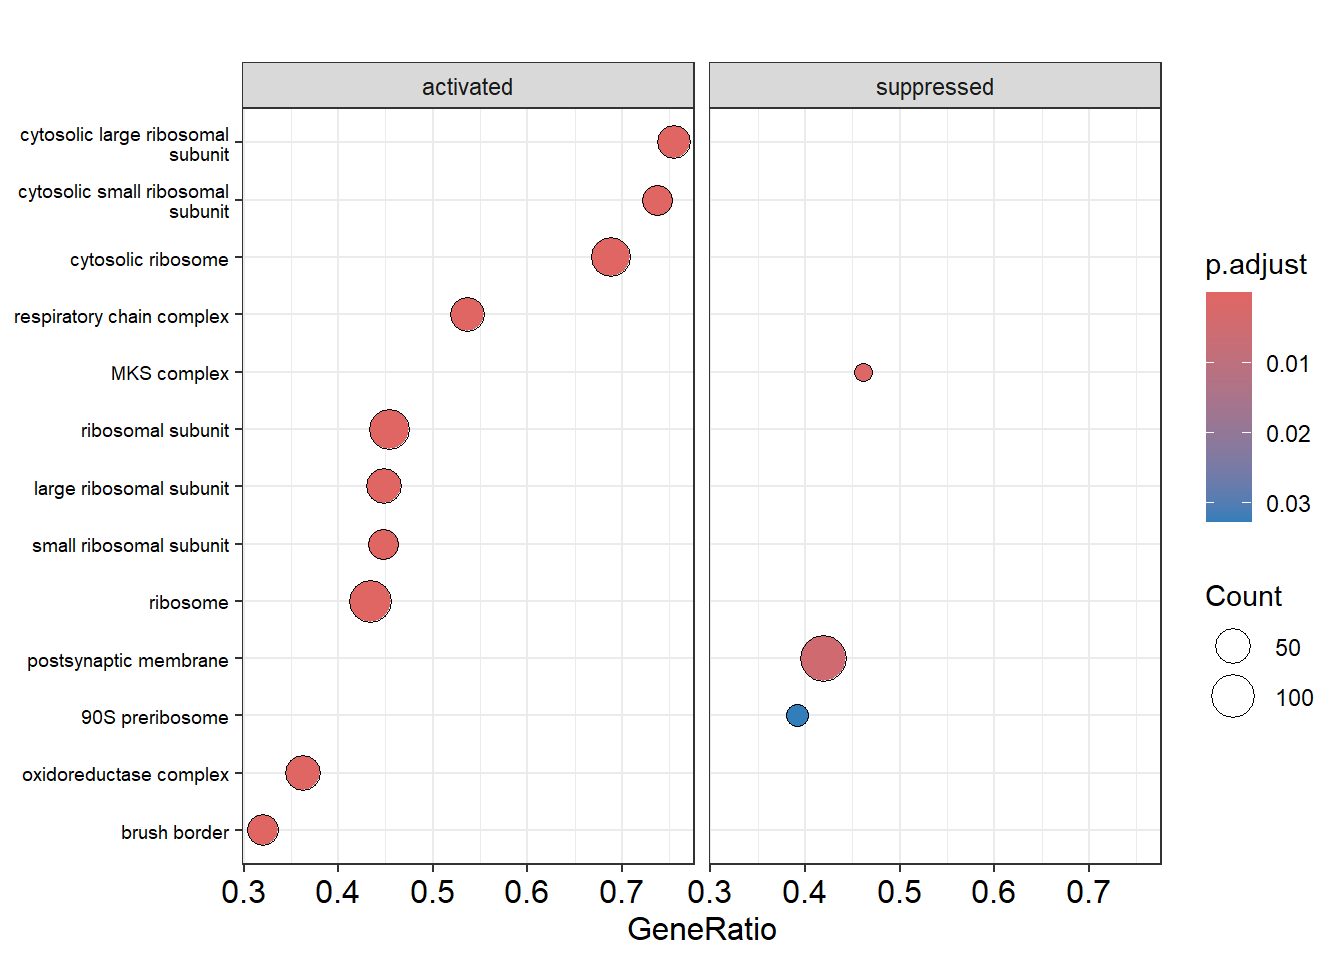 activated
suppressed
cytosolic large ribosomal
subunit
cytosolic small ribosomal
subunit
cytosolic ribosome
respiratory chain complex
MKS complex
ribosomal subunit
large ribosomal subunit
small ribosomal subunit
ribosome
postsynaptic membrane
90S preribosome
oxidoreductase complex
brush border
0.3 0.4 0.5 0.6 0.7
0.3 0.4 0.5 0.6 0.7
GeneRatio
p.adjust
0.01
0.02
0.03
Count
50
100